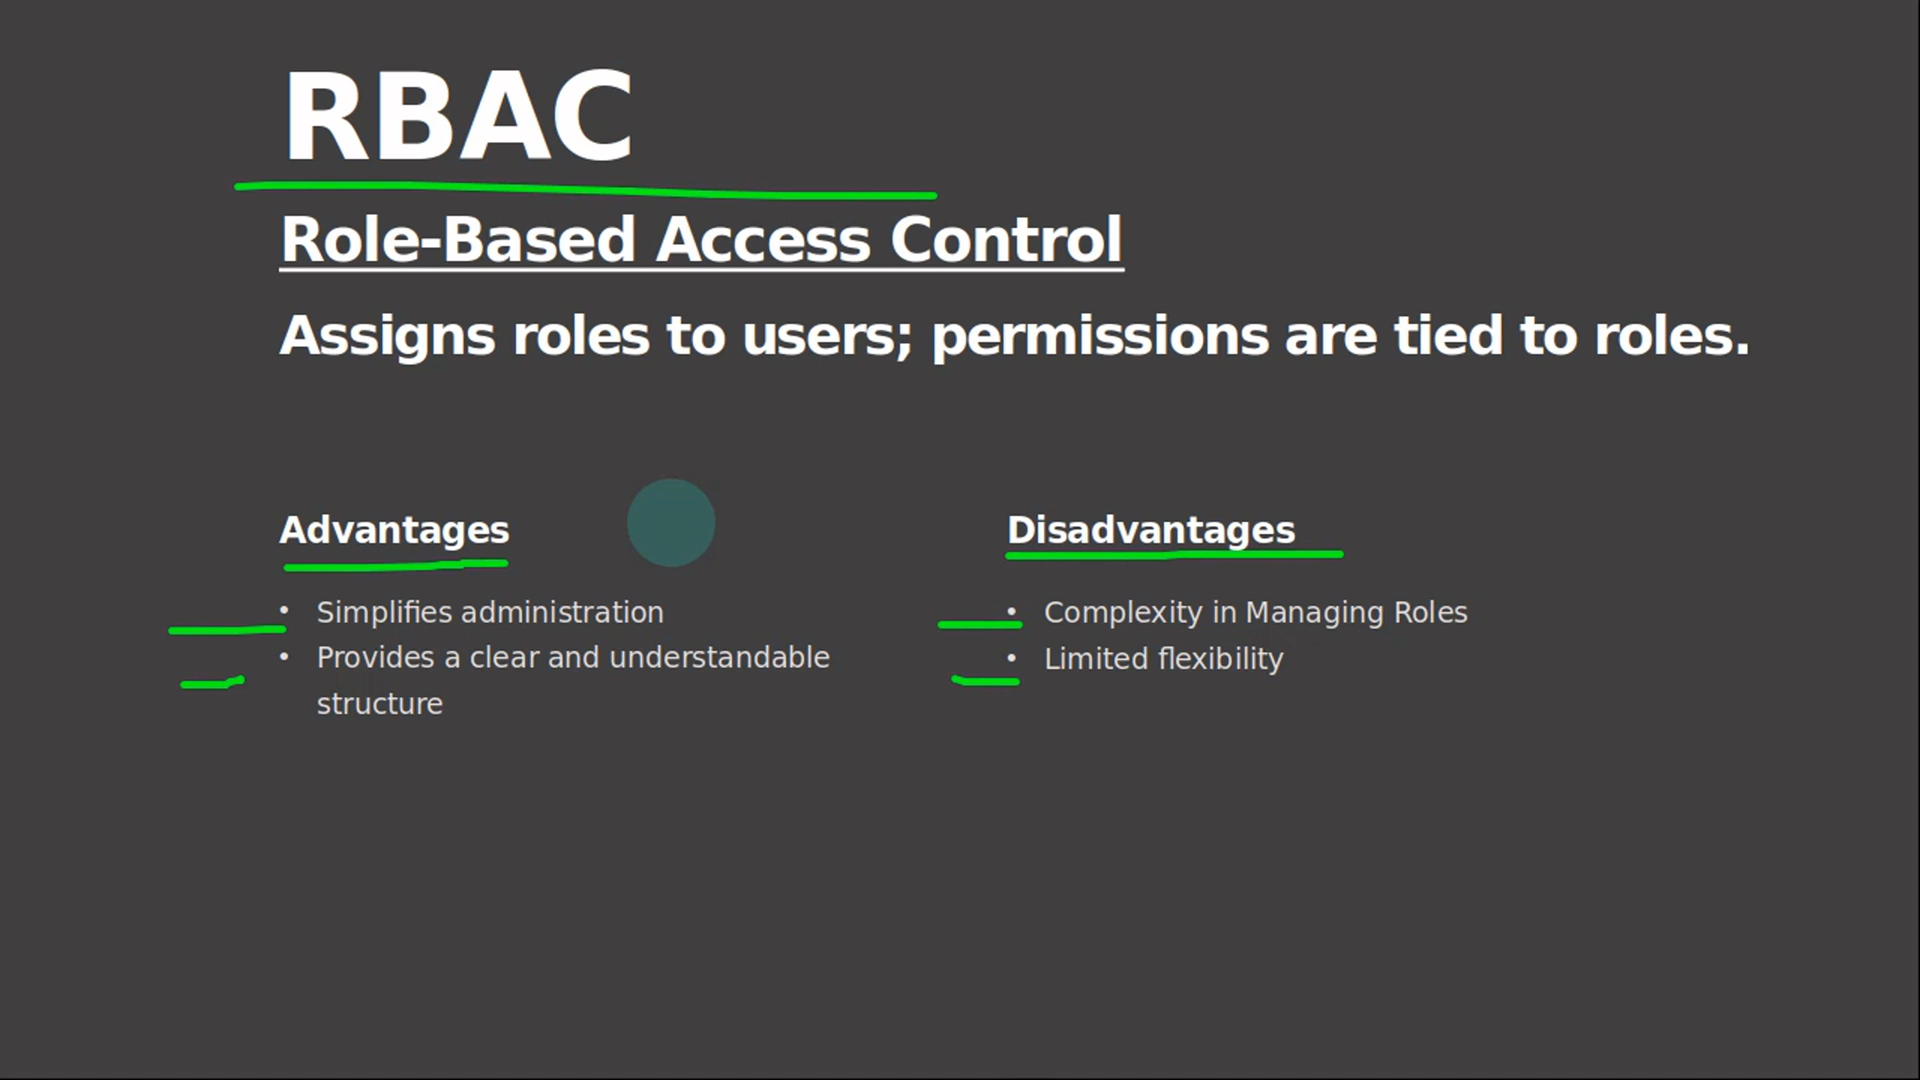 RBAC
Role-Based Access Control
Assigns roles to users; permissions are tied to roles.
Advantages
• Simplifies administration
• Provides a clear and understandable
structure
Disadvantages
• Complexity in Managing Roles
• Limited flexibility